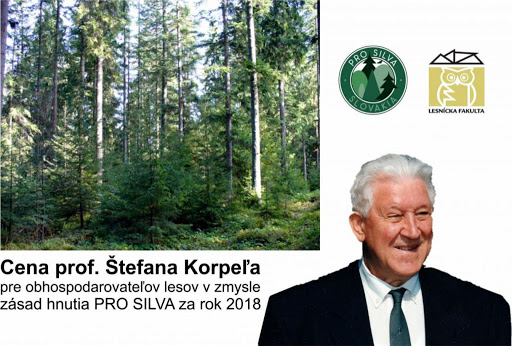 PRO SILVA
SLOVAKIA
LESNÍCKA FAKULTA
Cena prof. Štefana Korpeľa
pre obhospodarovateľov lesov v zmysle
zásad hnutia PRO SILVA za rok 2018